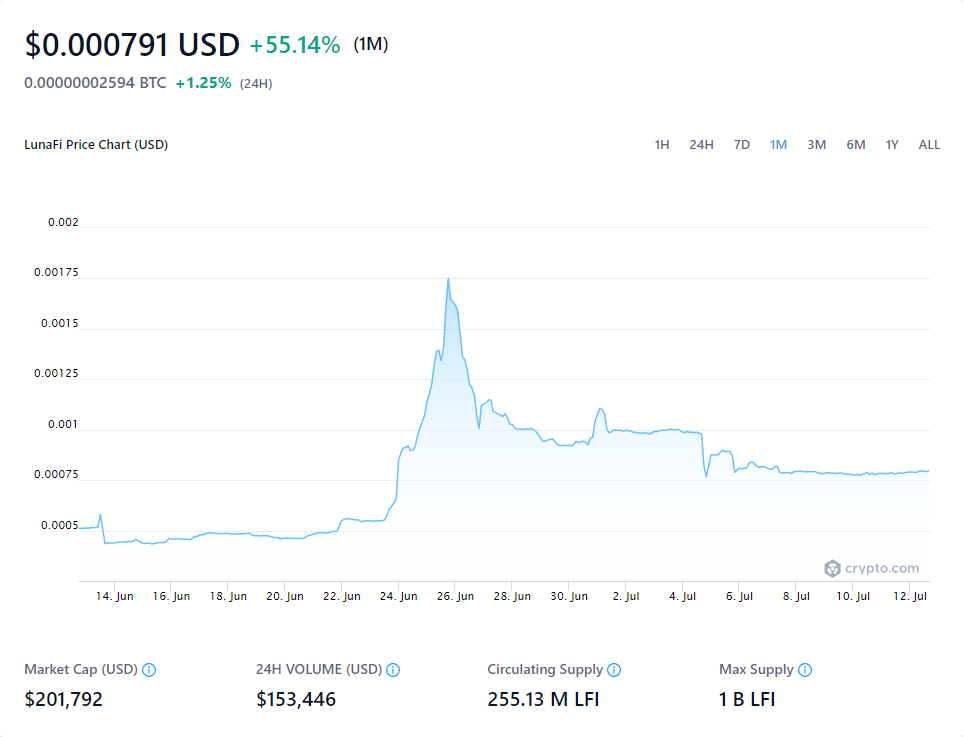 $0.000791 USD +55.14% (1M)
0.00000002594 BTC +1.25% (24H)
LunaFi Price Chart (USD)
1H 24H 7D 1M 3M 6M 1Y ALL
0.002
0.00175
0.0015
0.00125
0.001
0.00075
0.0005
crypto.com
14. Jun 16. Jun 18. Jun 20. Jun 22. Jun 24. Jun 26. Jun 28. Jun 30. Jun 2. Jul 4. Jul 6. Jul 8. Jul 10. Jul 12. Jul
Market Cap (USD) 24H VOLUME (USD) Circulating Supply Max Supply
$201,792 $153,446 255.13 M LFI 1 B LFI